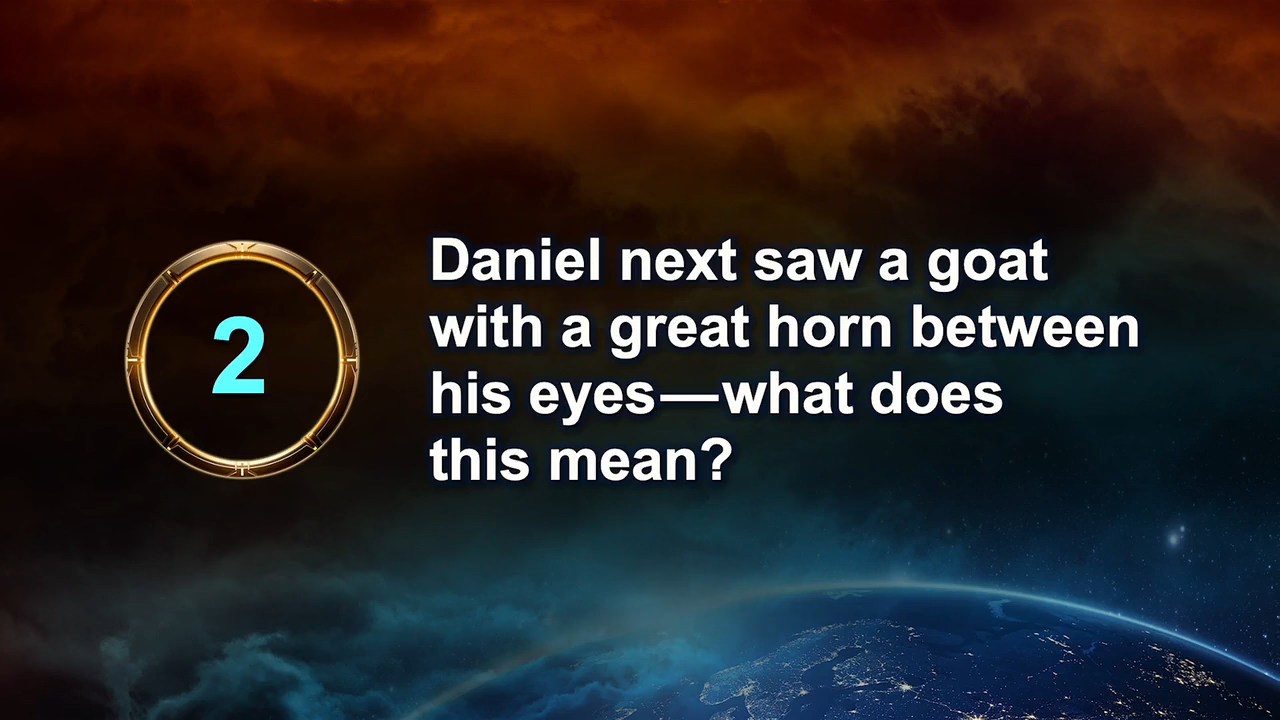 2
Daniel next saw a goat
with a great horn between
his eyes—what does
this mean?